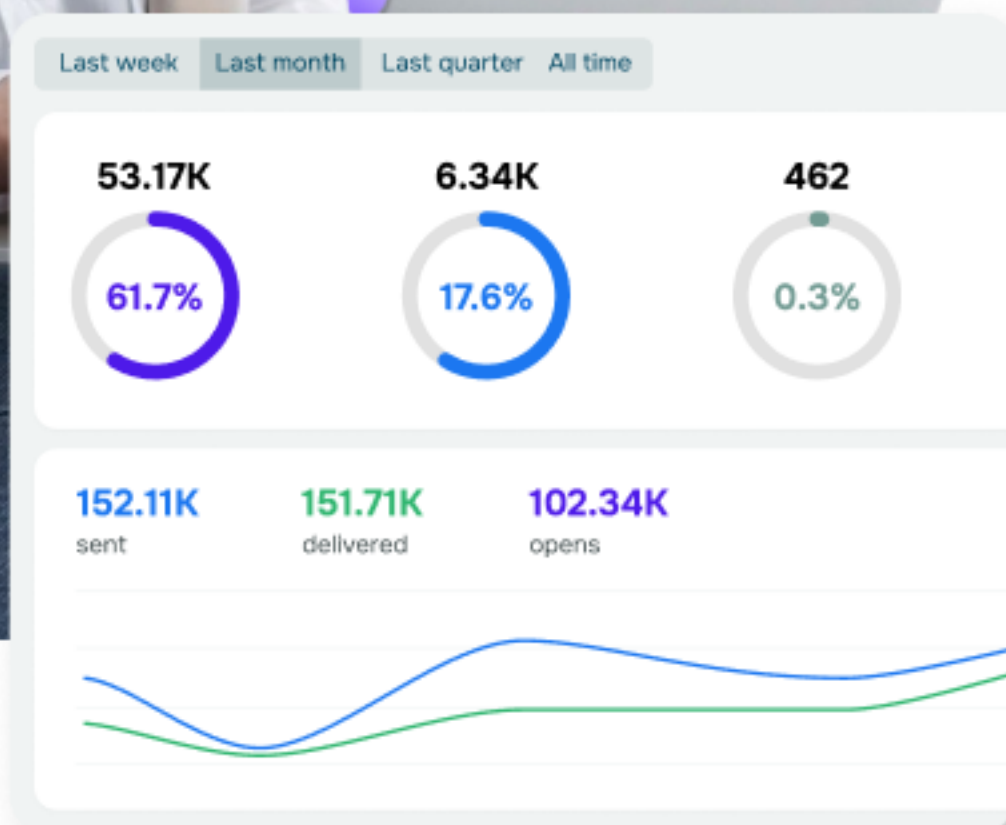 Last week Last month Last quarter All time
53.17K 6.34K 462
61.7% 17.6% 0.3%
152.11K 151.71K 102.34K
sent delivered opens